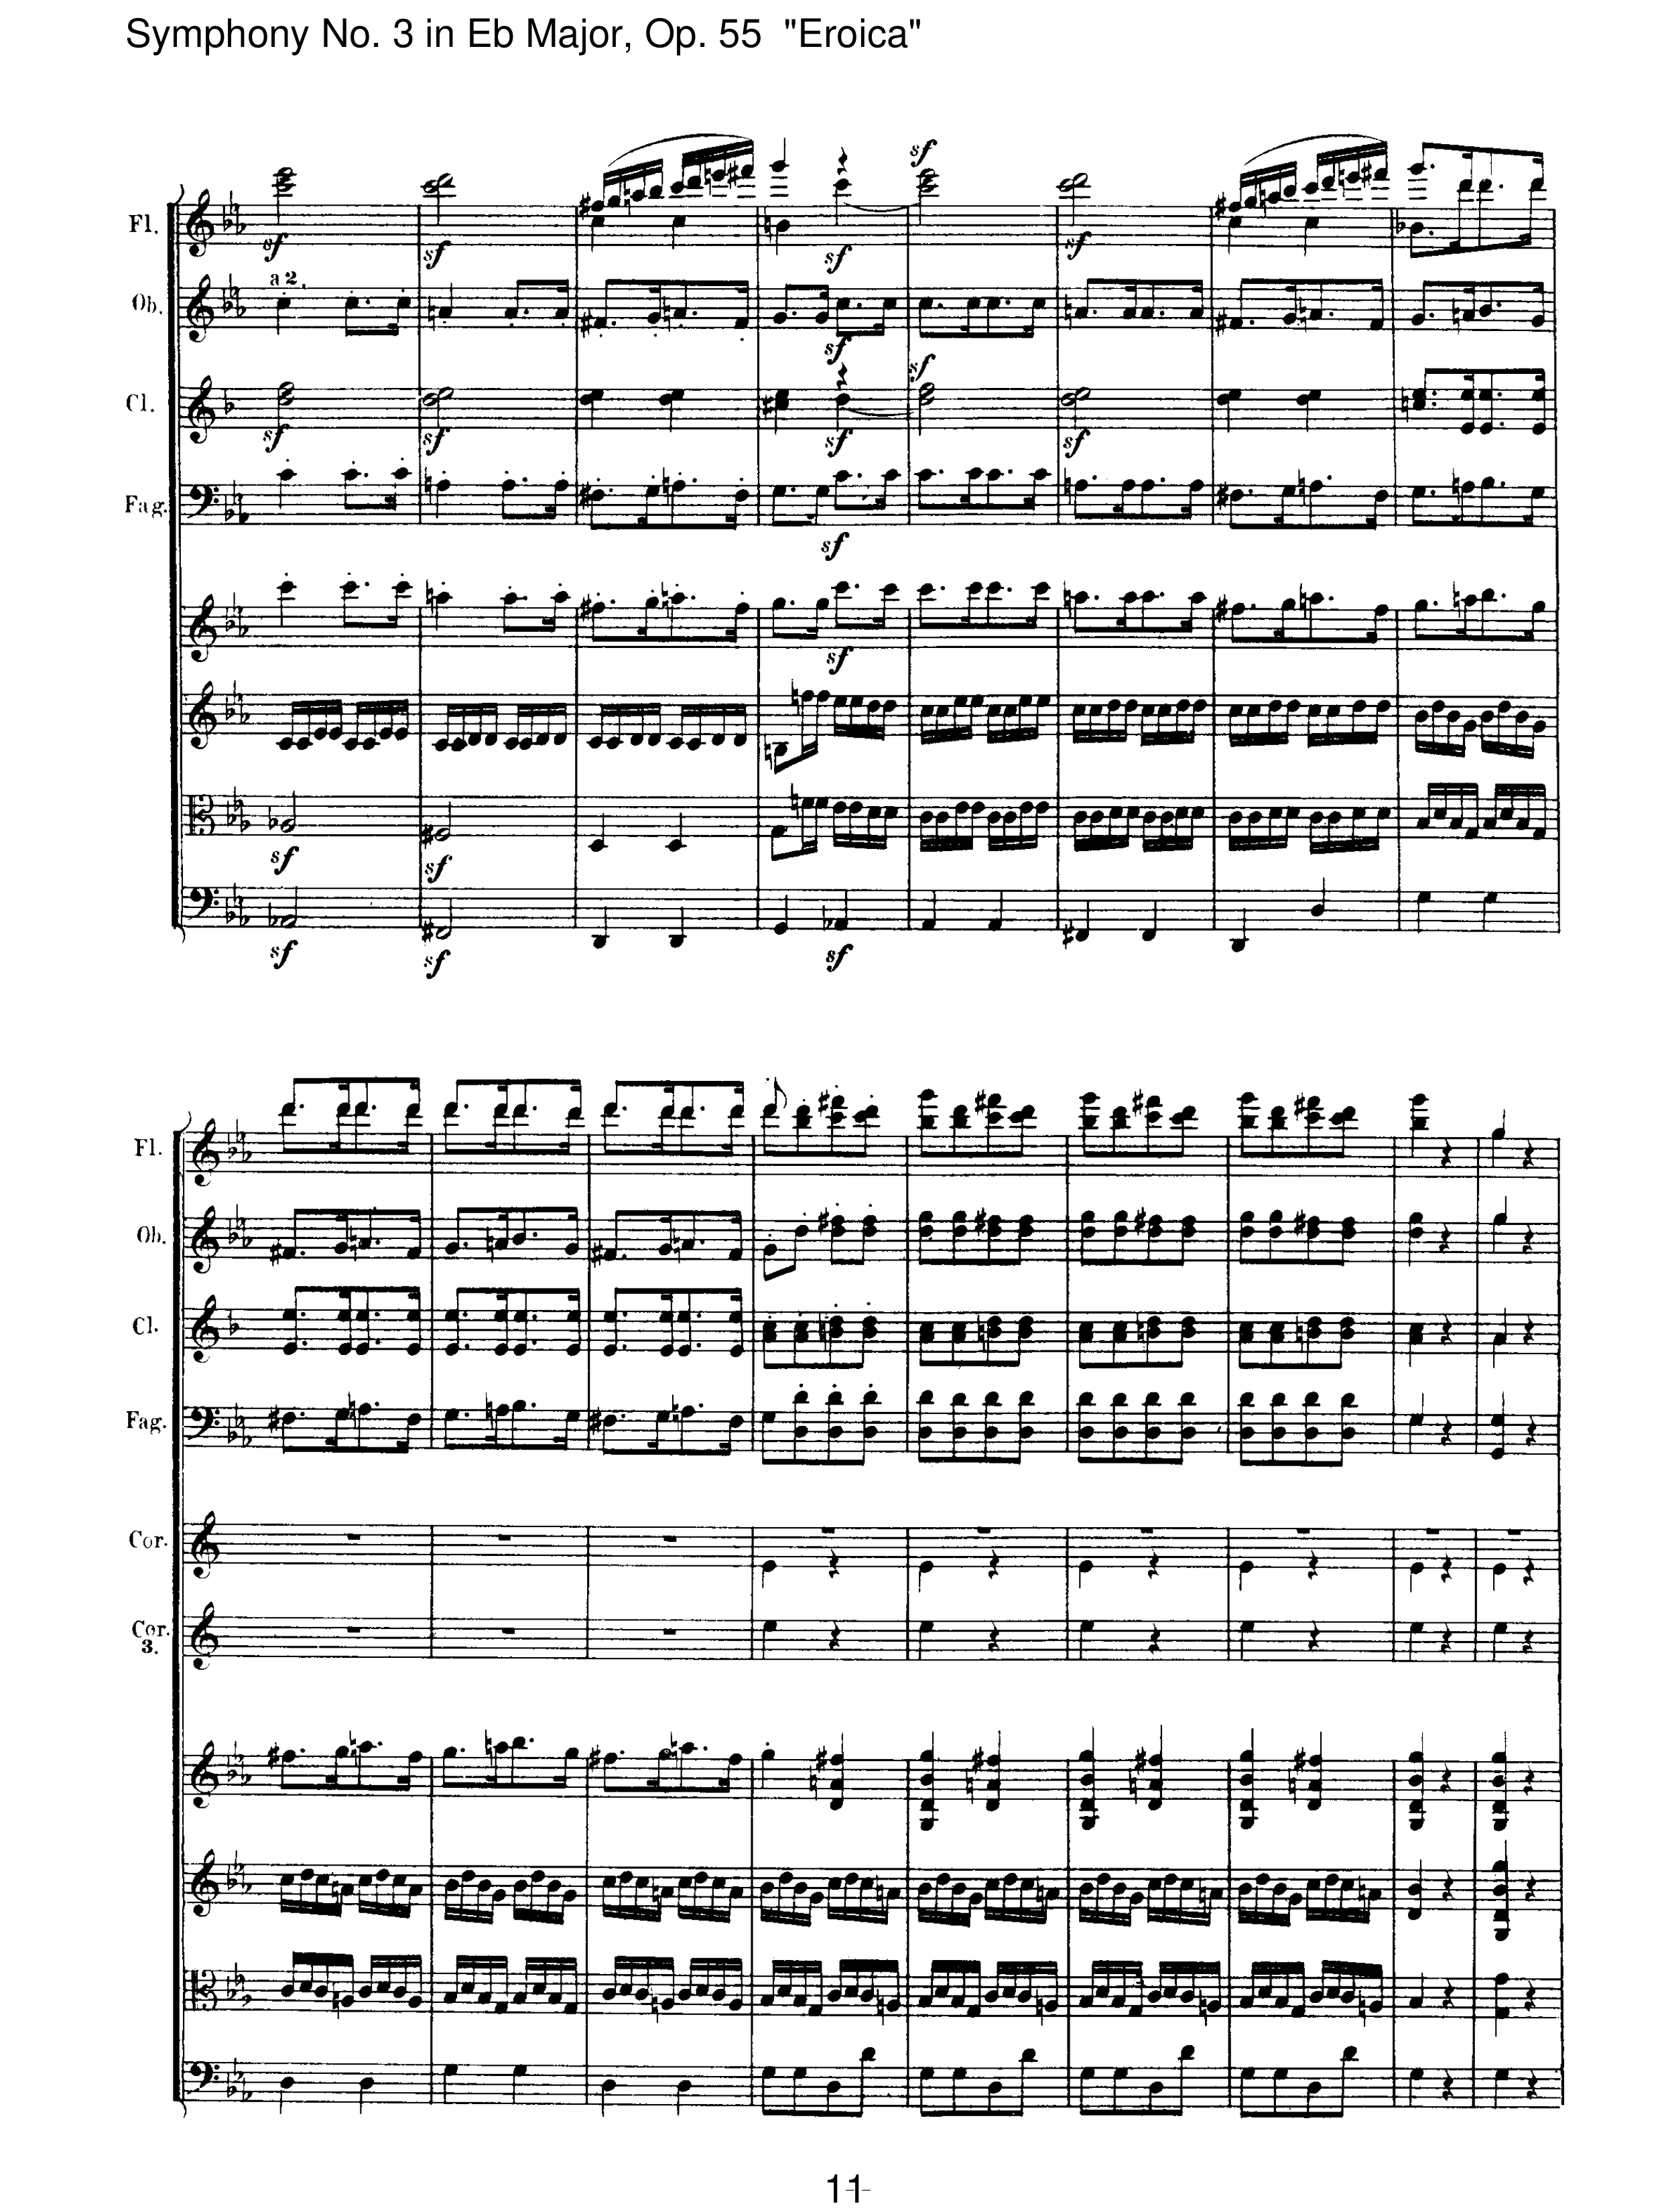 Symphony No. 3 in Eb Major, Op. 55 "Eroica"
sf
Fl.
sf
sf
sf
sf
a 2.
Ob.
sf
sf
Cl.
sf
sf
sf
sf
Fag.
sf
sf
sf
sf
sf
sf
sf
Fl.
Ob.
Cl.
Fag.
Cor.
Cor.
3.
11